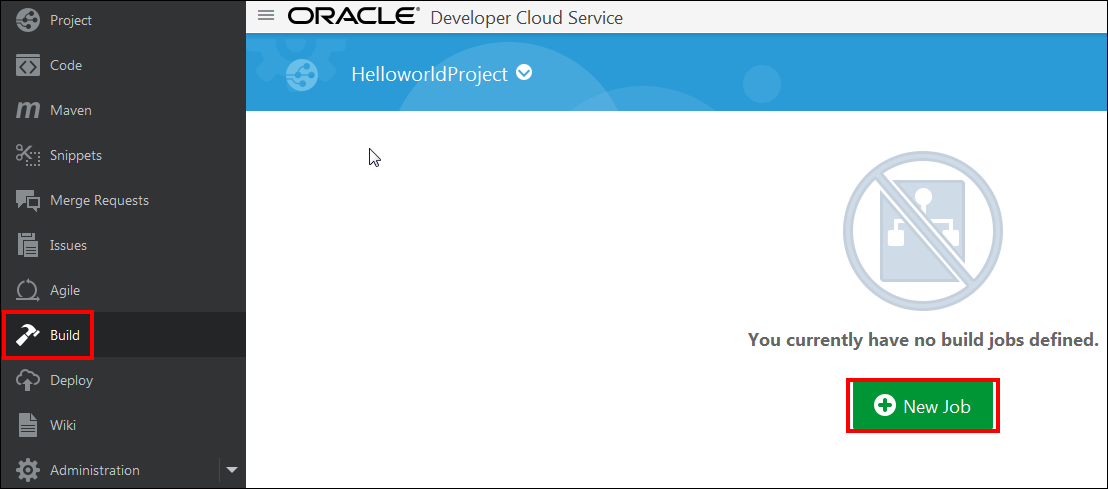 Project
Code
Maven
Snippets
Merge Requests
Issues
Agile
Build
Deploy
Wiki
Administration
ORACLE® Developer Cloud Service
HelloworldProject
You currently have no build jobs defined.
New Job